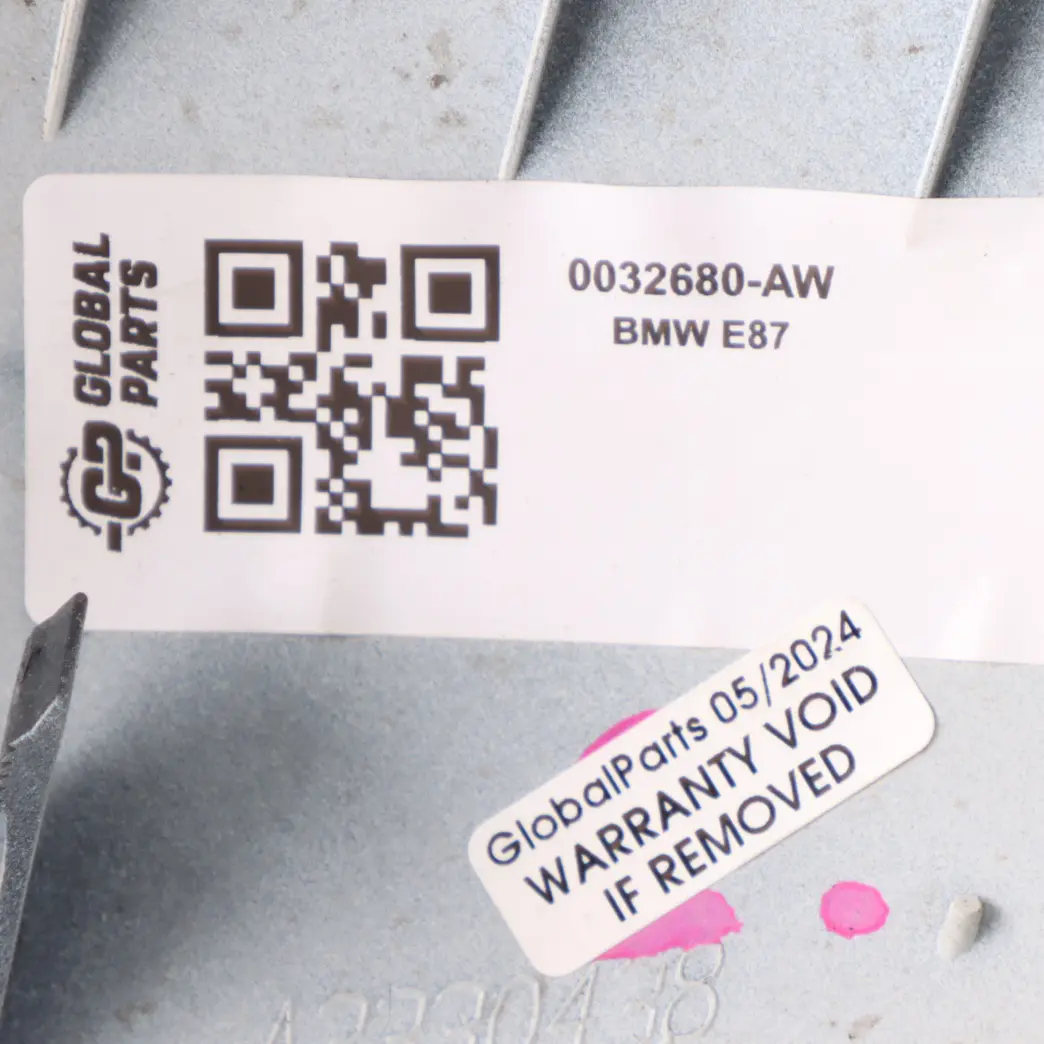 GLOBAL
PARTS
0032680-AW
BMW E87
GlobalParts 05/2024
WARRANTY VOID
IF REMOVED